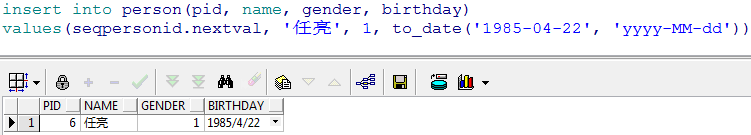 insert into person(pid, name, gender, birthday)
values(seqpersonid.nextval, '任亮', 1, to_date('1985-04-22', 'yyyy-MM-dd'))
PID NAME GENDER BIRTHDAY
1 6 任亮 1 1985/4/22